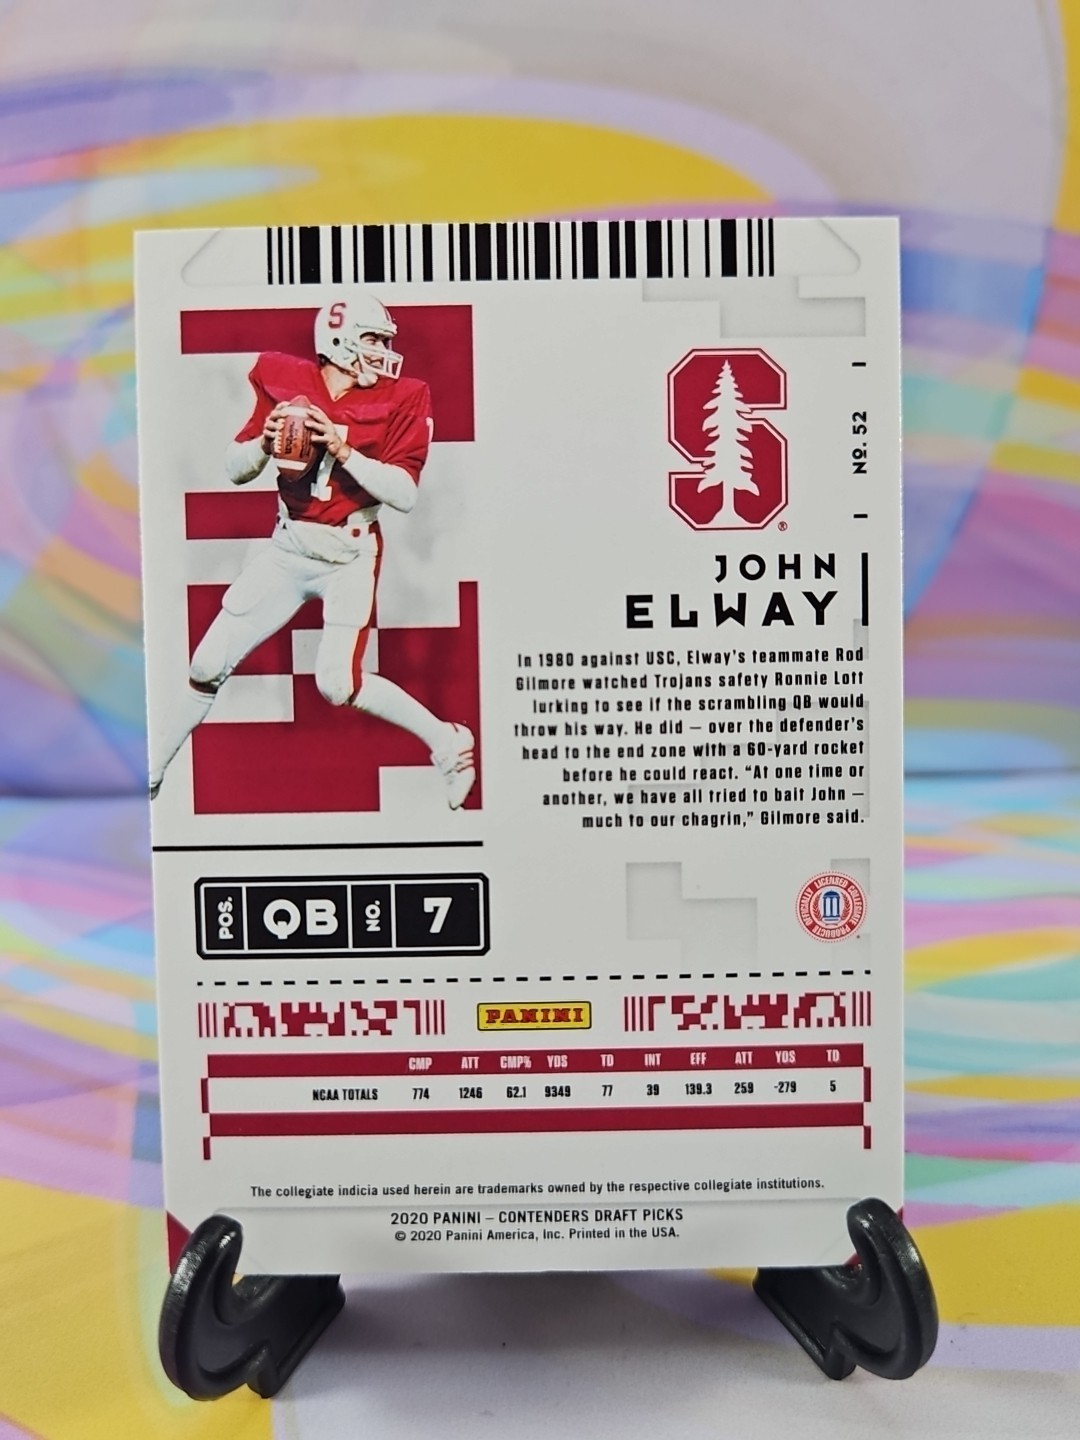 S
7
1
S
®
No. 52
JOHN
ELWAY
In 1980 against USC, Elway's teammate Rod
Gilmore watched Trojans safety Ronnie Lott
lurking to see if the scrambling QB would
throw his way. He did — over the defender's
head to the end zone with a 60-yard rocket
before he could react. “At one time or
another, we have all tried to bait John —
much to our chagrin,” Gilmore said.
POS. QB NO. 7
OFFICIALLY LICENSED COLLEGIATE PRODUCTS
PANINI
CMP ATT CMP% YDS TD INT EFF ATT YDS TD
NCAA TOTALS 774 1246 62.1 9349 77 39 139.3 259 -279 5
The collegiate indicia used herein are trademarks owned by the respective collegiate institutions.
2020 PANINI – CONTENDERS DRAFT PICKS
© 2020 Panini America, Inc. Printed in the USA.